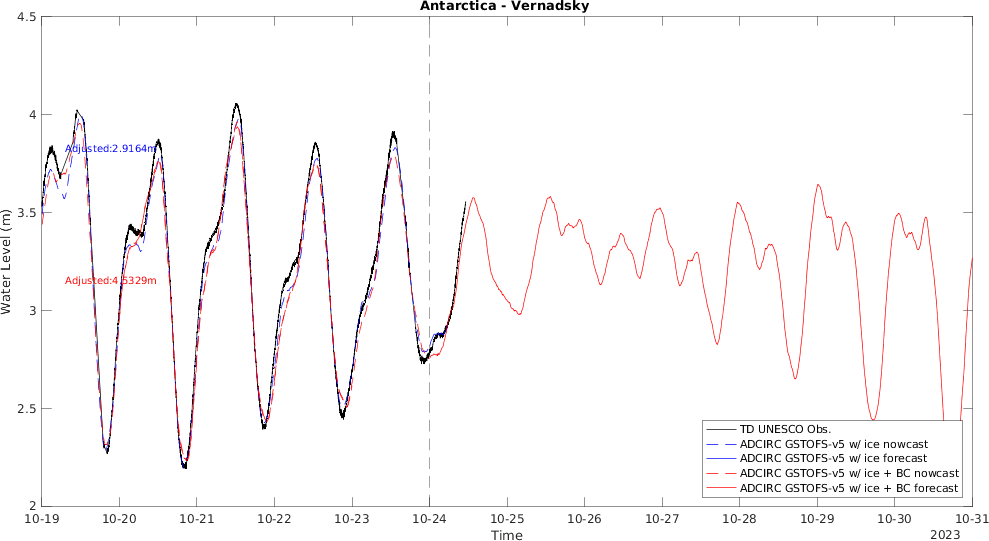 Antarctica - Vernadsky
4.5
4
3.5
3
2.5
2
Water Level (m)
Adjusted:2.9164m
Adjusted:4.5329m
TD UNESCO Obs.
ADCIRC GSTOFS-v5 w/ ice nowcast
ADCIRC GSTOFS-v5 w/ ice forecast
ADCIRC GSTOFS-v5 w/ ice + BC nowcast
ADCIRC GSTOFS-v5 w/ ice + BC forecast
10-19 10-20 10-21 10-22 10-23 10-24 10-25 10-26 10-27 10-28 10-29 10-30 10-31
Time
2023